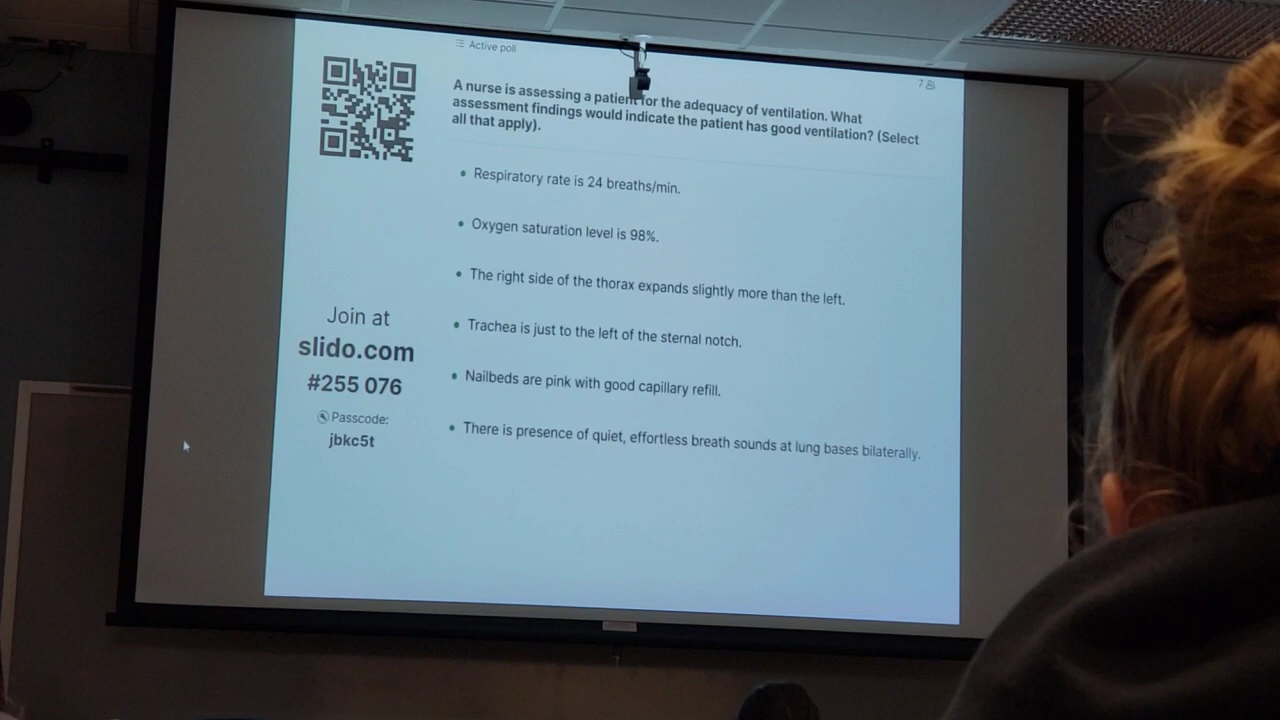 Active poll
7
A nurse is assessing a patient for the adequacy of ventilation. What
assessment findings would indicate the patient has good ventilation? (Select
all that apply).
• Respiratory rate is 24 breaths/min.
• Oxygen saturation level is 98%.
• The right side of the thorax expands slightly more than the left.
• Trachea is just to the left of the sternal notch.
• Nailbeds are pink with good capillary refill.
• There is presence of quiet, effortless breath sounds at lung bases bilaterally.
Join at
slido.com
#255 076
Passcode:
jbkc5t